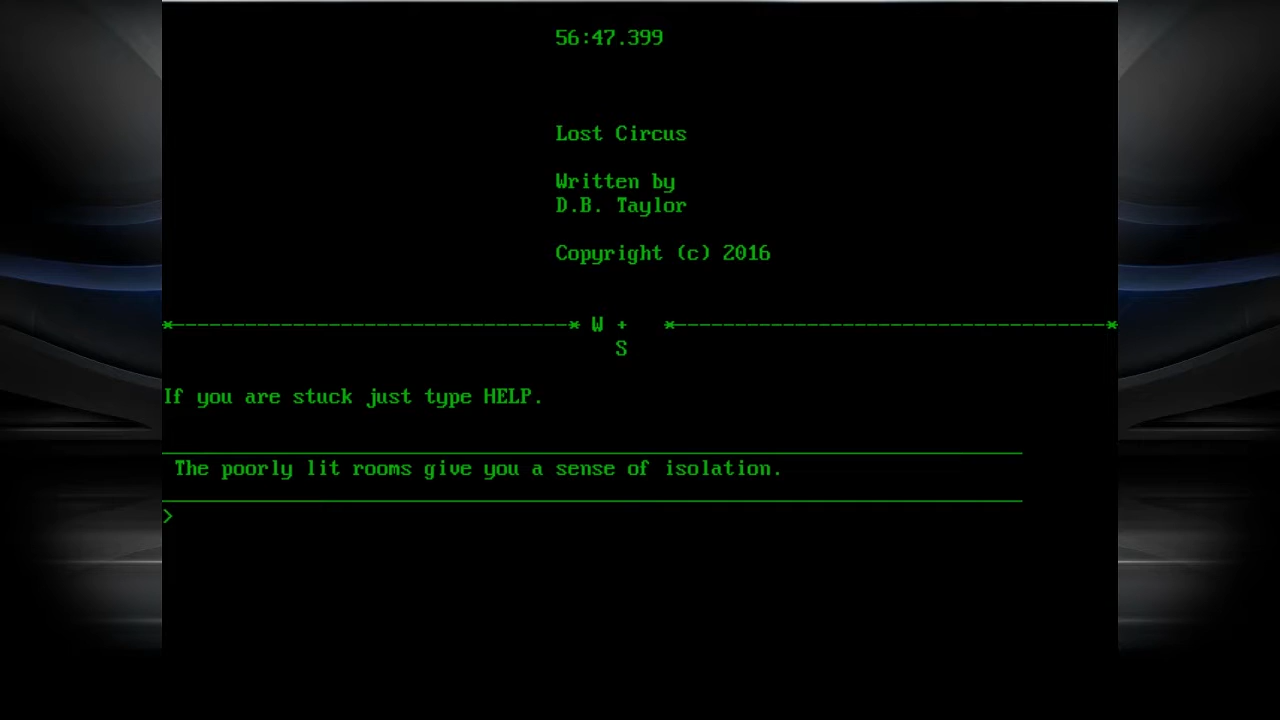 56:47.399
Lost Circus
Written by
D.B. Taylor
Copyright (c) 2016
*----------------------------------* W +   *-------------------------------------*
S
If you are stuck just type HELP.
The poorly lit rooms give you a sense of isolation.
>